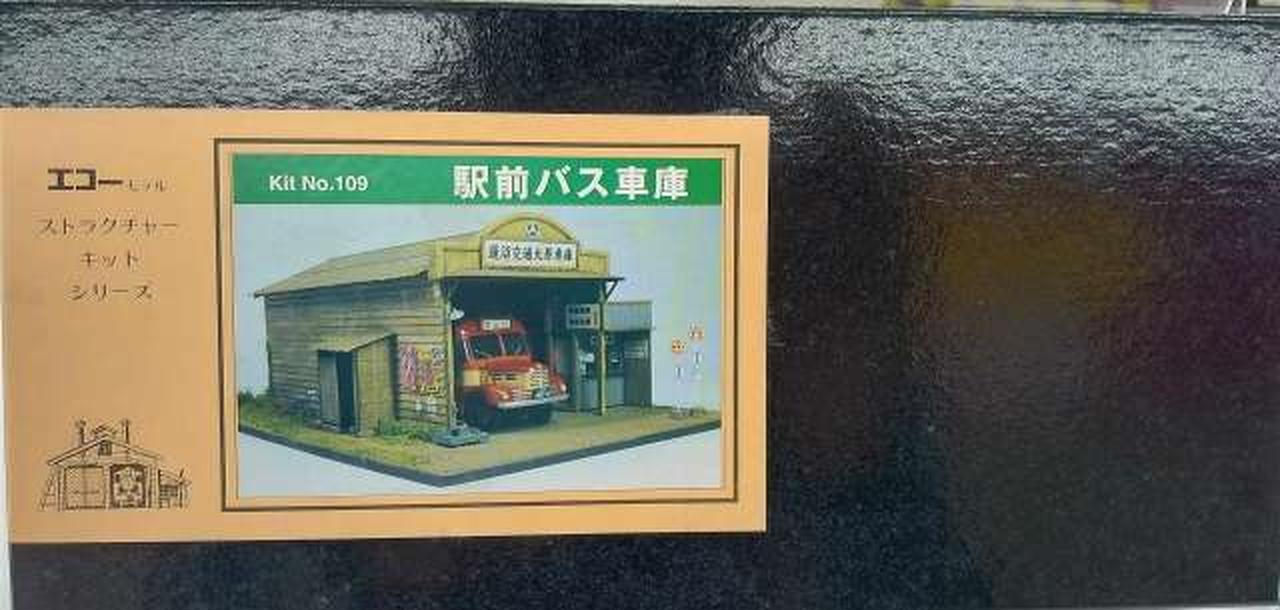 エコーモデル
ストラクチャー
キット
シリーズ
Kit No.109
駅前バス車庫